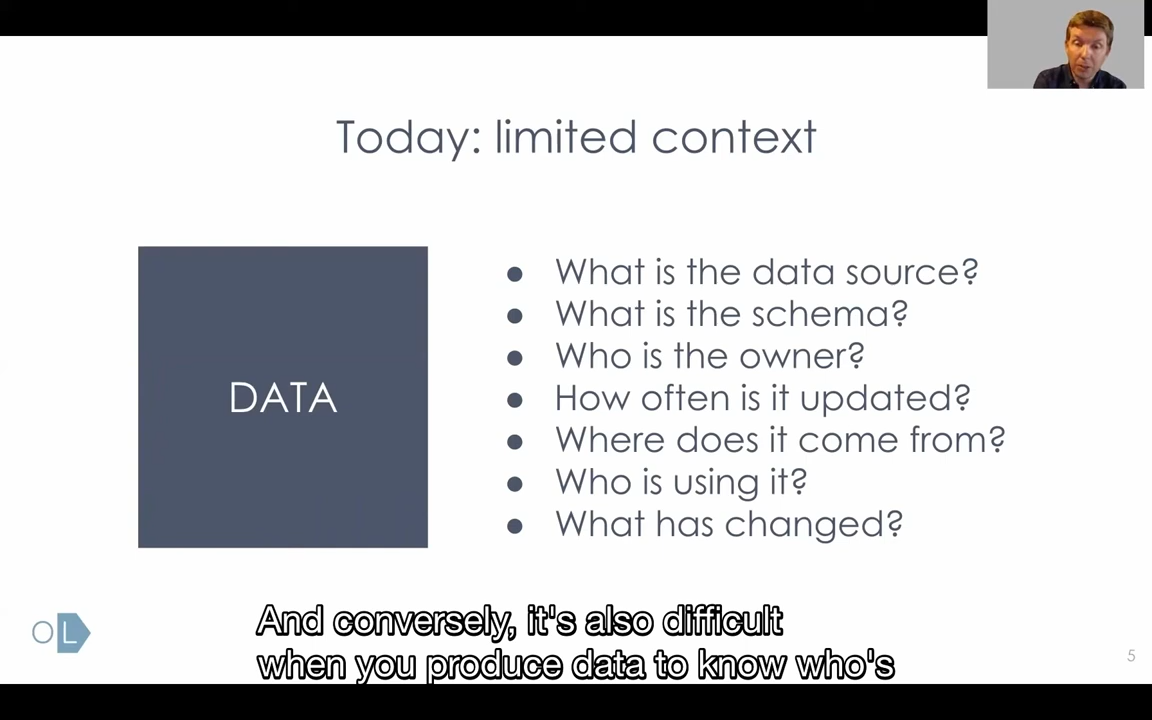 Today: limited context
DATA
● What is the data source?
● What is the schema?
● Who is the owner?
● How often is it updated?
● Where does it come from?
● Who is using it?
● What has changed?
OL
And conversely, it's also difficult
when you produce data to know who's
5